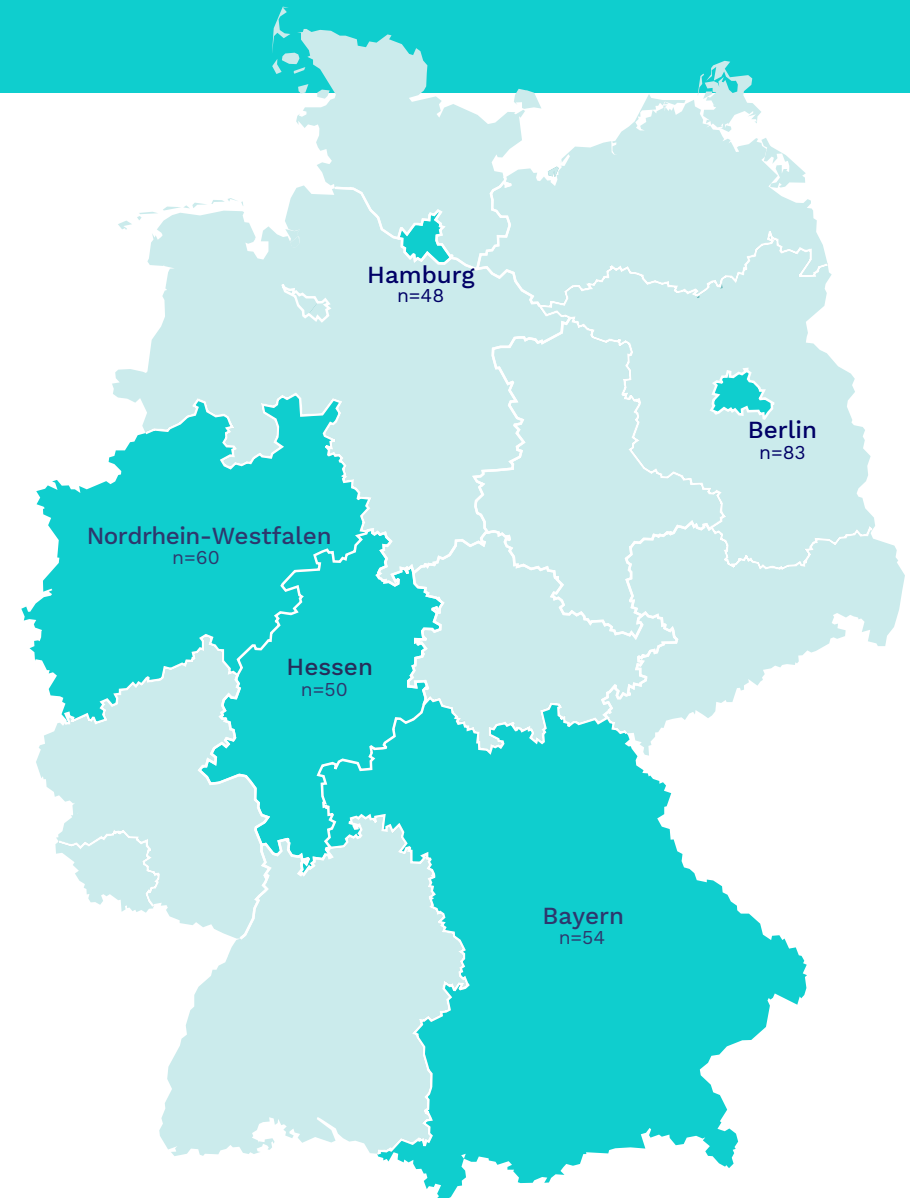 Hamburg
n=48
Berlin
n=83
Nordrhein-Westfalen
n=60
Hessen
n=50
Bayern
n=54